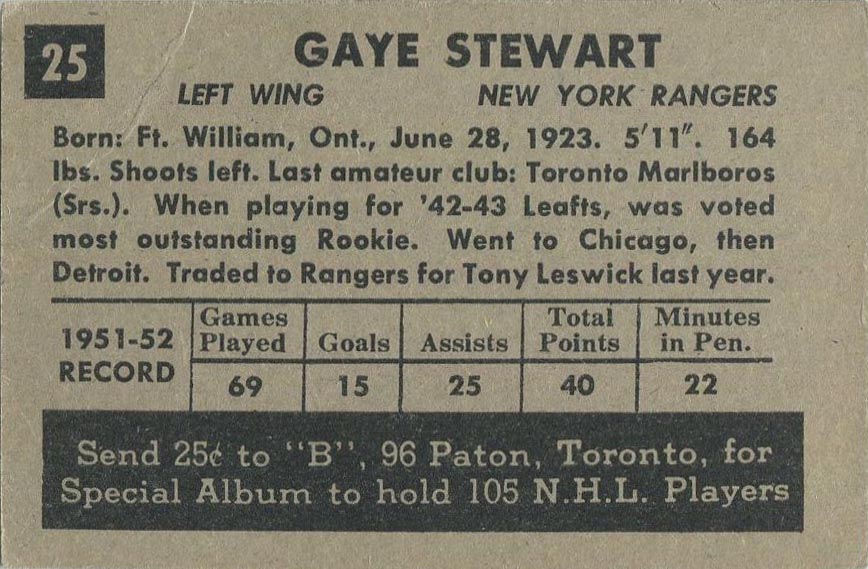 25
GAYE STEWART
LEFT WING NEW YORK RANGERS
Born: Ft. William, Ont., June 28, 1923. 5'11". 164
lbs. Shoots left. Last amateur club: Toronto Marlboros
(Srs.). When playing for '42-43 Leafts, was voted
most outstanding Rookie. Went to Chicago, then
Detroit. Traded to Rangers for Tony Leswick last year.
1951-52 RECORD
Games Played Goals Assists Total Points Minutes in Pen.
69 15 25 40 22
Send 25¢ to "B", 96 Paton, Toronto, for
Special Album to hold 105 N.H.L. Players